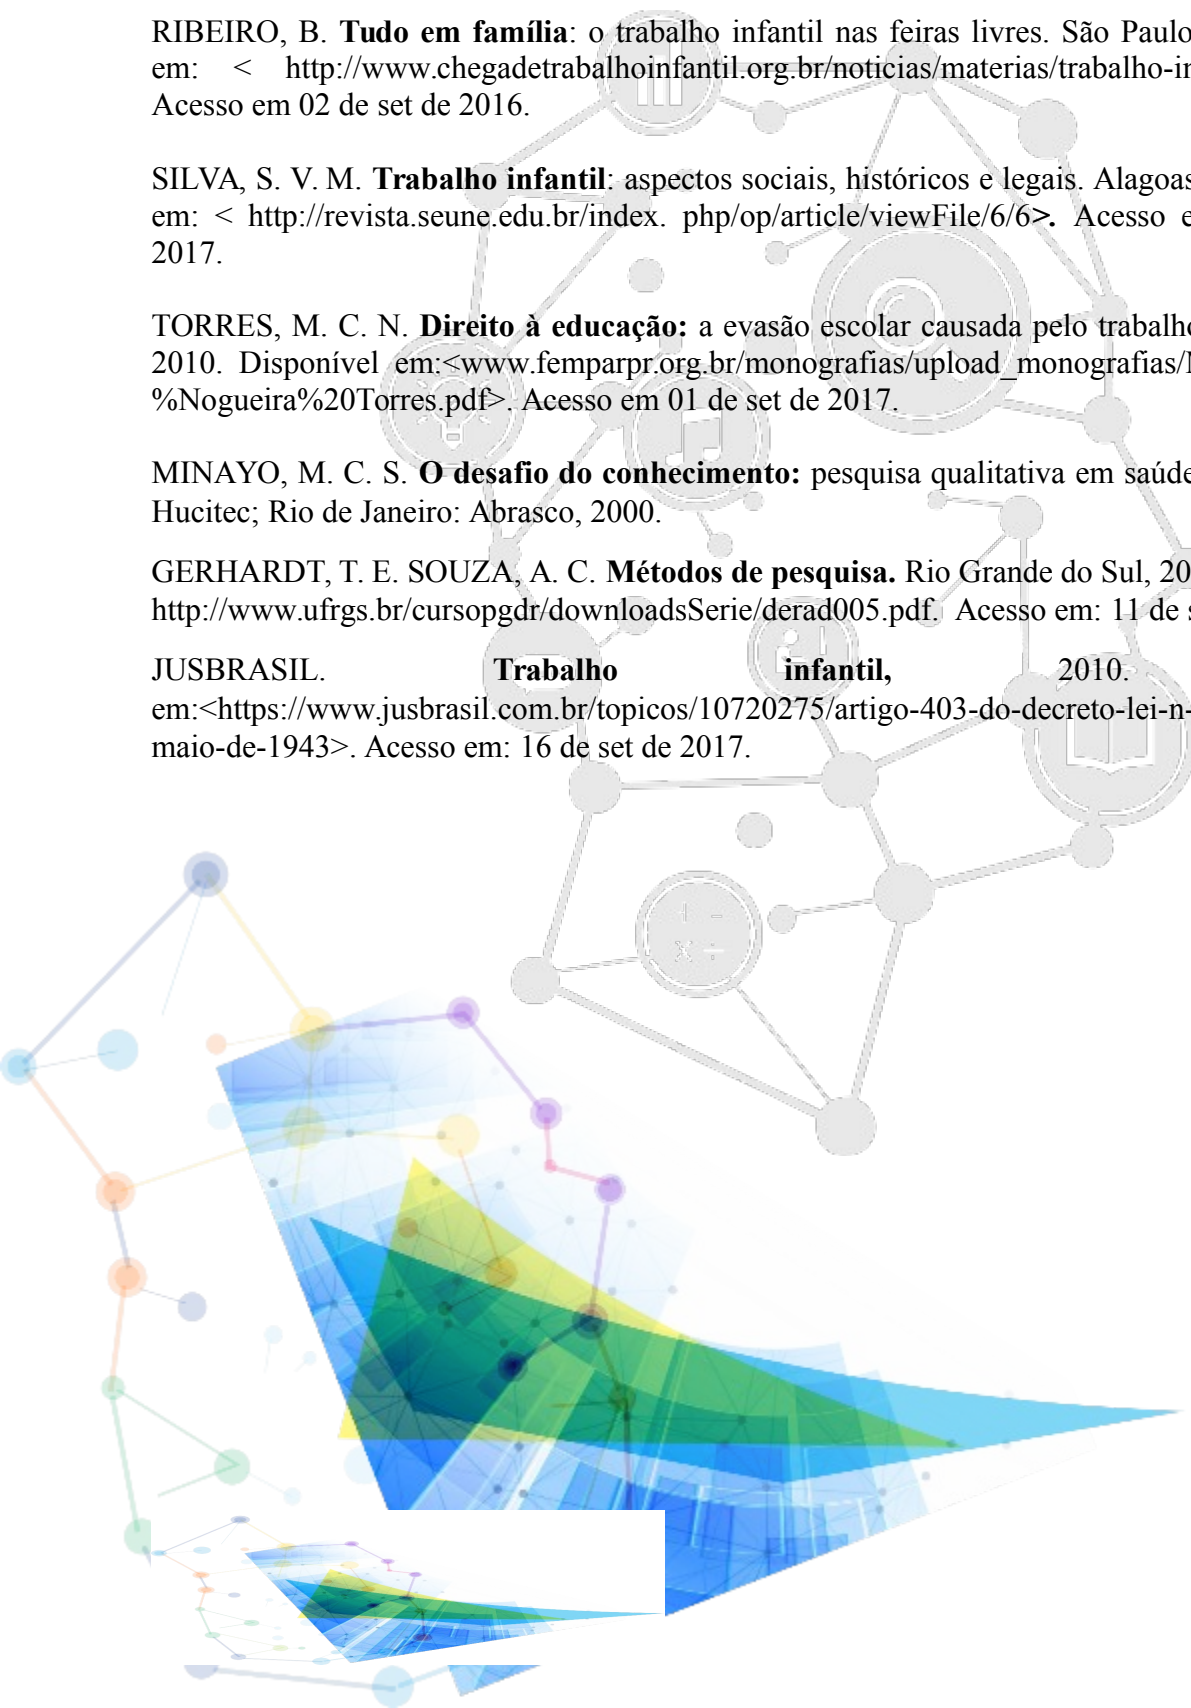 RIBEIRO, B. Tudo em família: o trabalho infantil nas feiras livres. São Paulo
em: < http://www.chegadetrabalhoinfantil.org.br/noticias/materias/trabalho-in
Acesso em 02 de set de 2016.
SILVA, S. V. M. Trabalho infantil: aspectos sociais, históricos e legais. Alagoas
em: < http://revista.seune.edu.br/index. php/op/article/viewFile/6/6>. Acesso e
2017.
TORRES, M. C. N. Direito à educação: a evasão escolar causada pelo trabalho
2010. Disponível em:<www.femparpr.org.br/monografias/upload_monografias/
%Nogueira%20Torres.pdf>. Acesso em 01 de set de 2017.
MINAYO, M. C. S. O desafio do conhecimento: pesquisa qualitativa em saúde
Hucitec; Rio de Janeiro: Abrasco, 2000.
GERHARDT, T. E. SOUZA, A. C. Métodos de pesquisa. Rio Grande do Sul, 20
http://www.ufrgs.br/cursopgdr/downloadsSerie/derad005.pdf. Acesso em: 11 de s
JUSBRASIL. Trabalho infantil, 2010.
em:<https://www.jusbrasil.com.br/topicos/10720275/artigo-403-do-decreto-lei-n-
maio-de-1943>. Acesso em: 16 de set de 2017.
+ -
x ÷